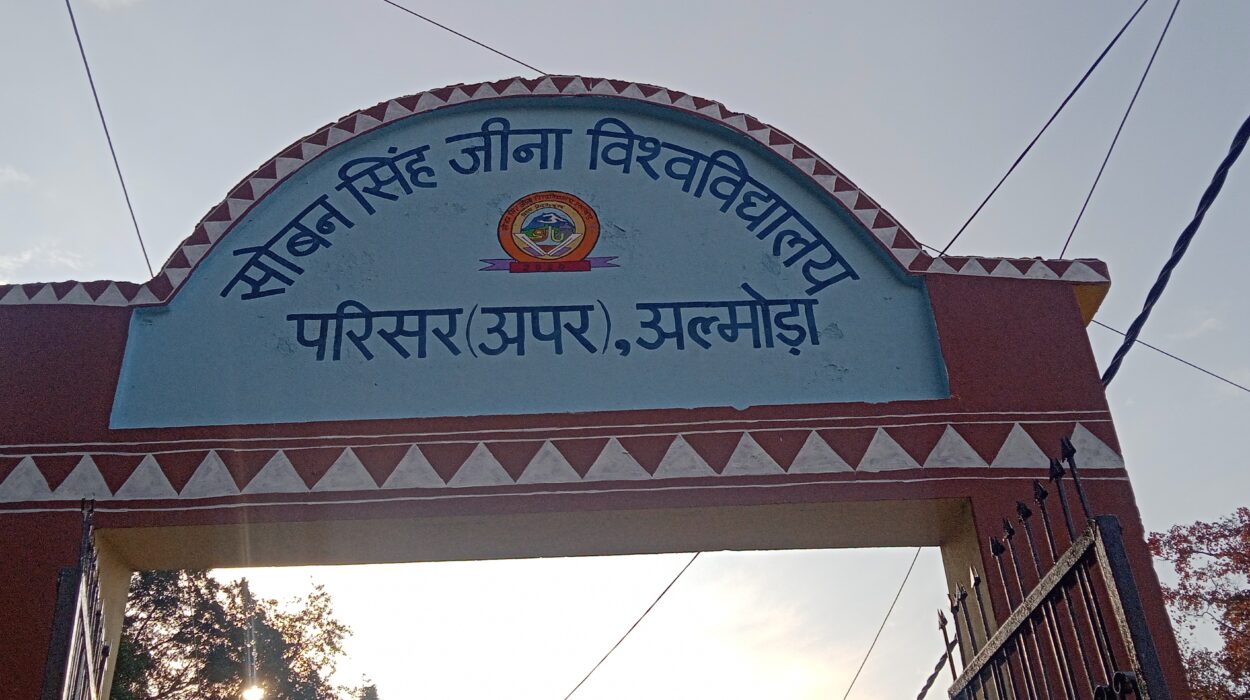 सोबन सिंह जीना विश्वविद्यालय
परिसर (अपर), अल्मोड़ा